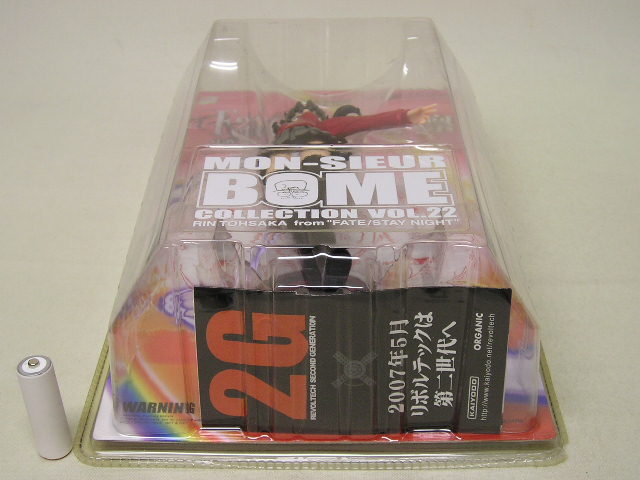 MON-SIEUR
BOME
COLLECTION VOL.22
RIN TOHSAKA from "FATE/STAY NIGHT"
2G
REVOLTECH SECOND GENERATION
2007年5月
リボルテックは
第二世代へ
KAIYODO
ORGANIC
http://www.kaiyodo.net/revoltech
WARNING